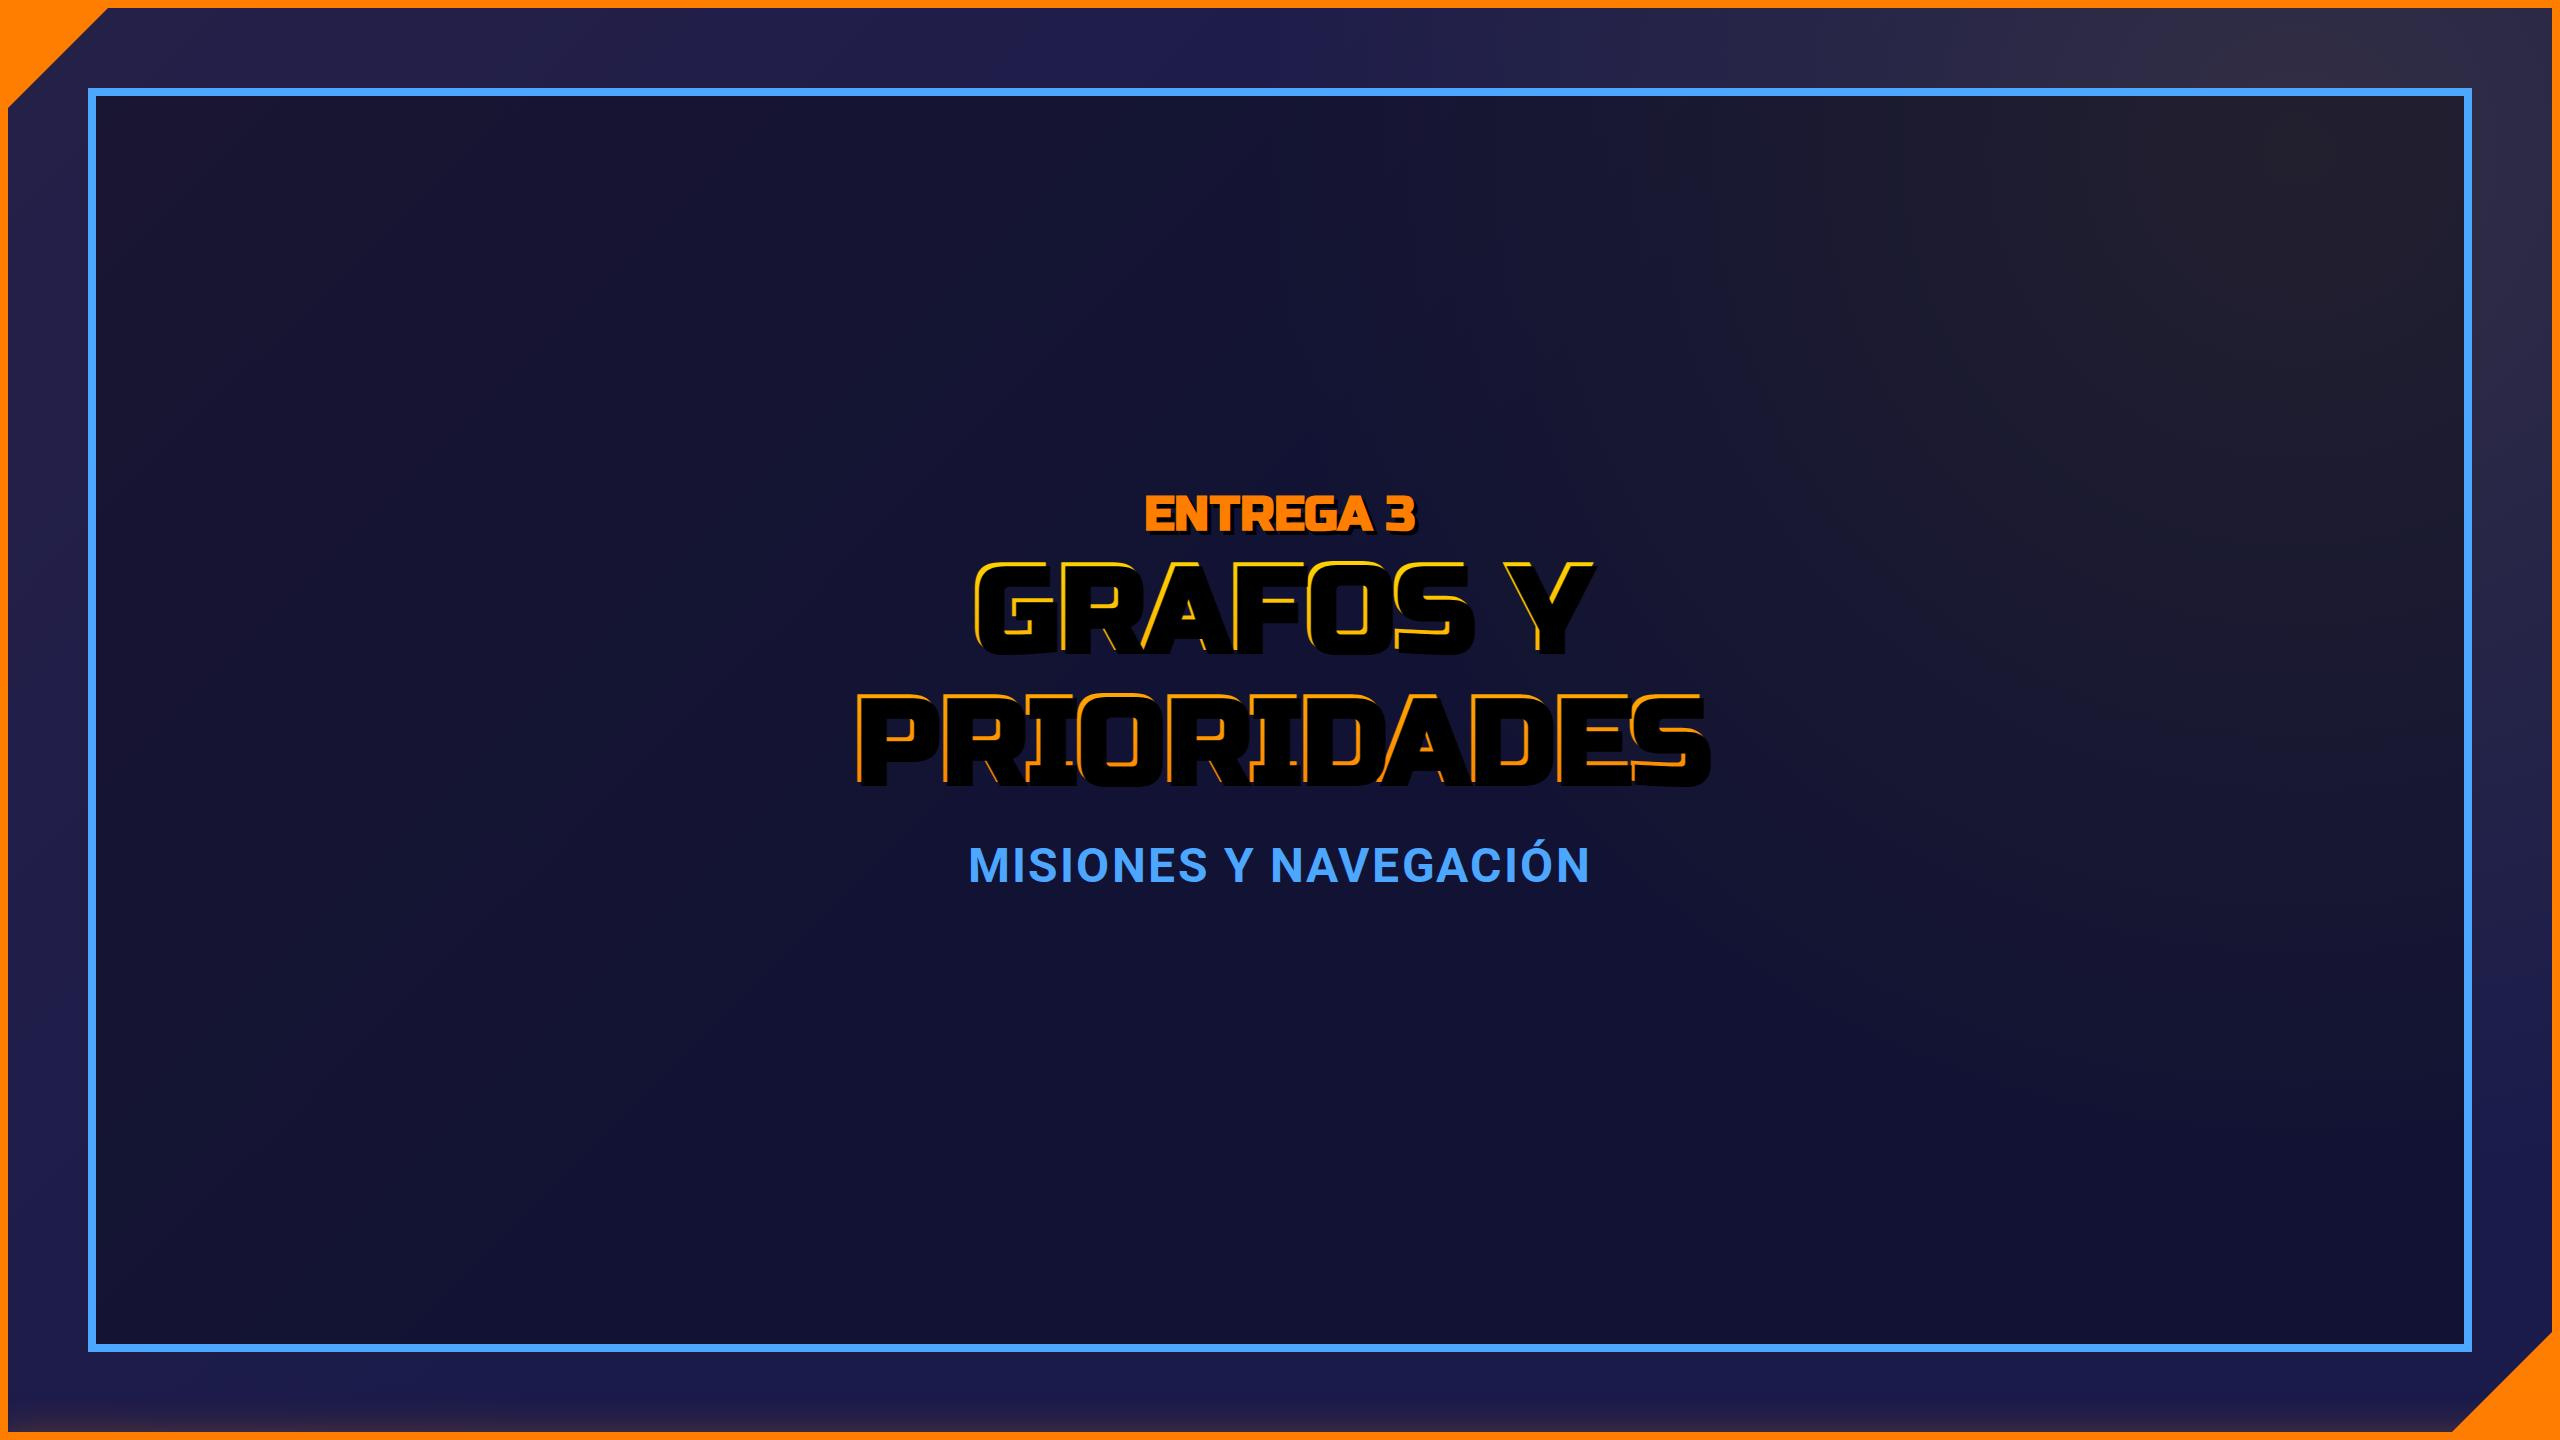 ENTREGA 3
GRAFOS Y
PRIORIDADES
MISIONES Y NAVEGACIÓN